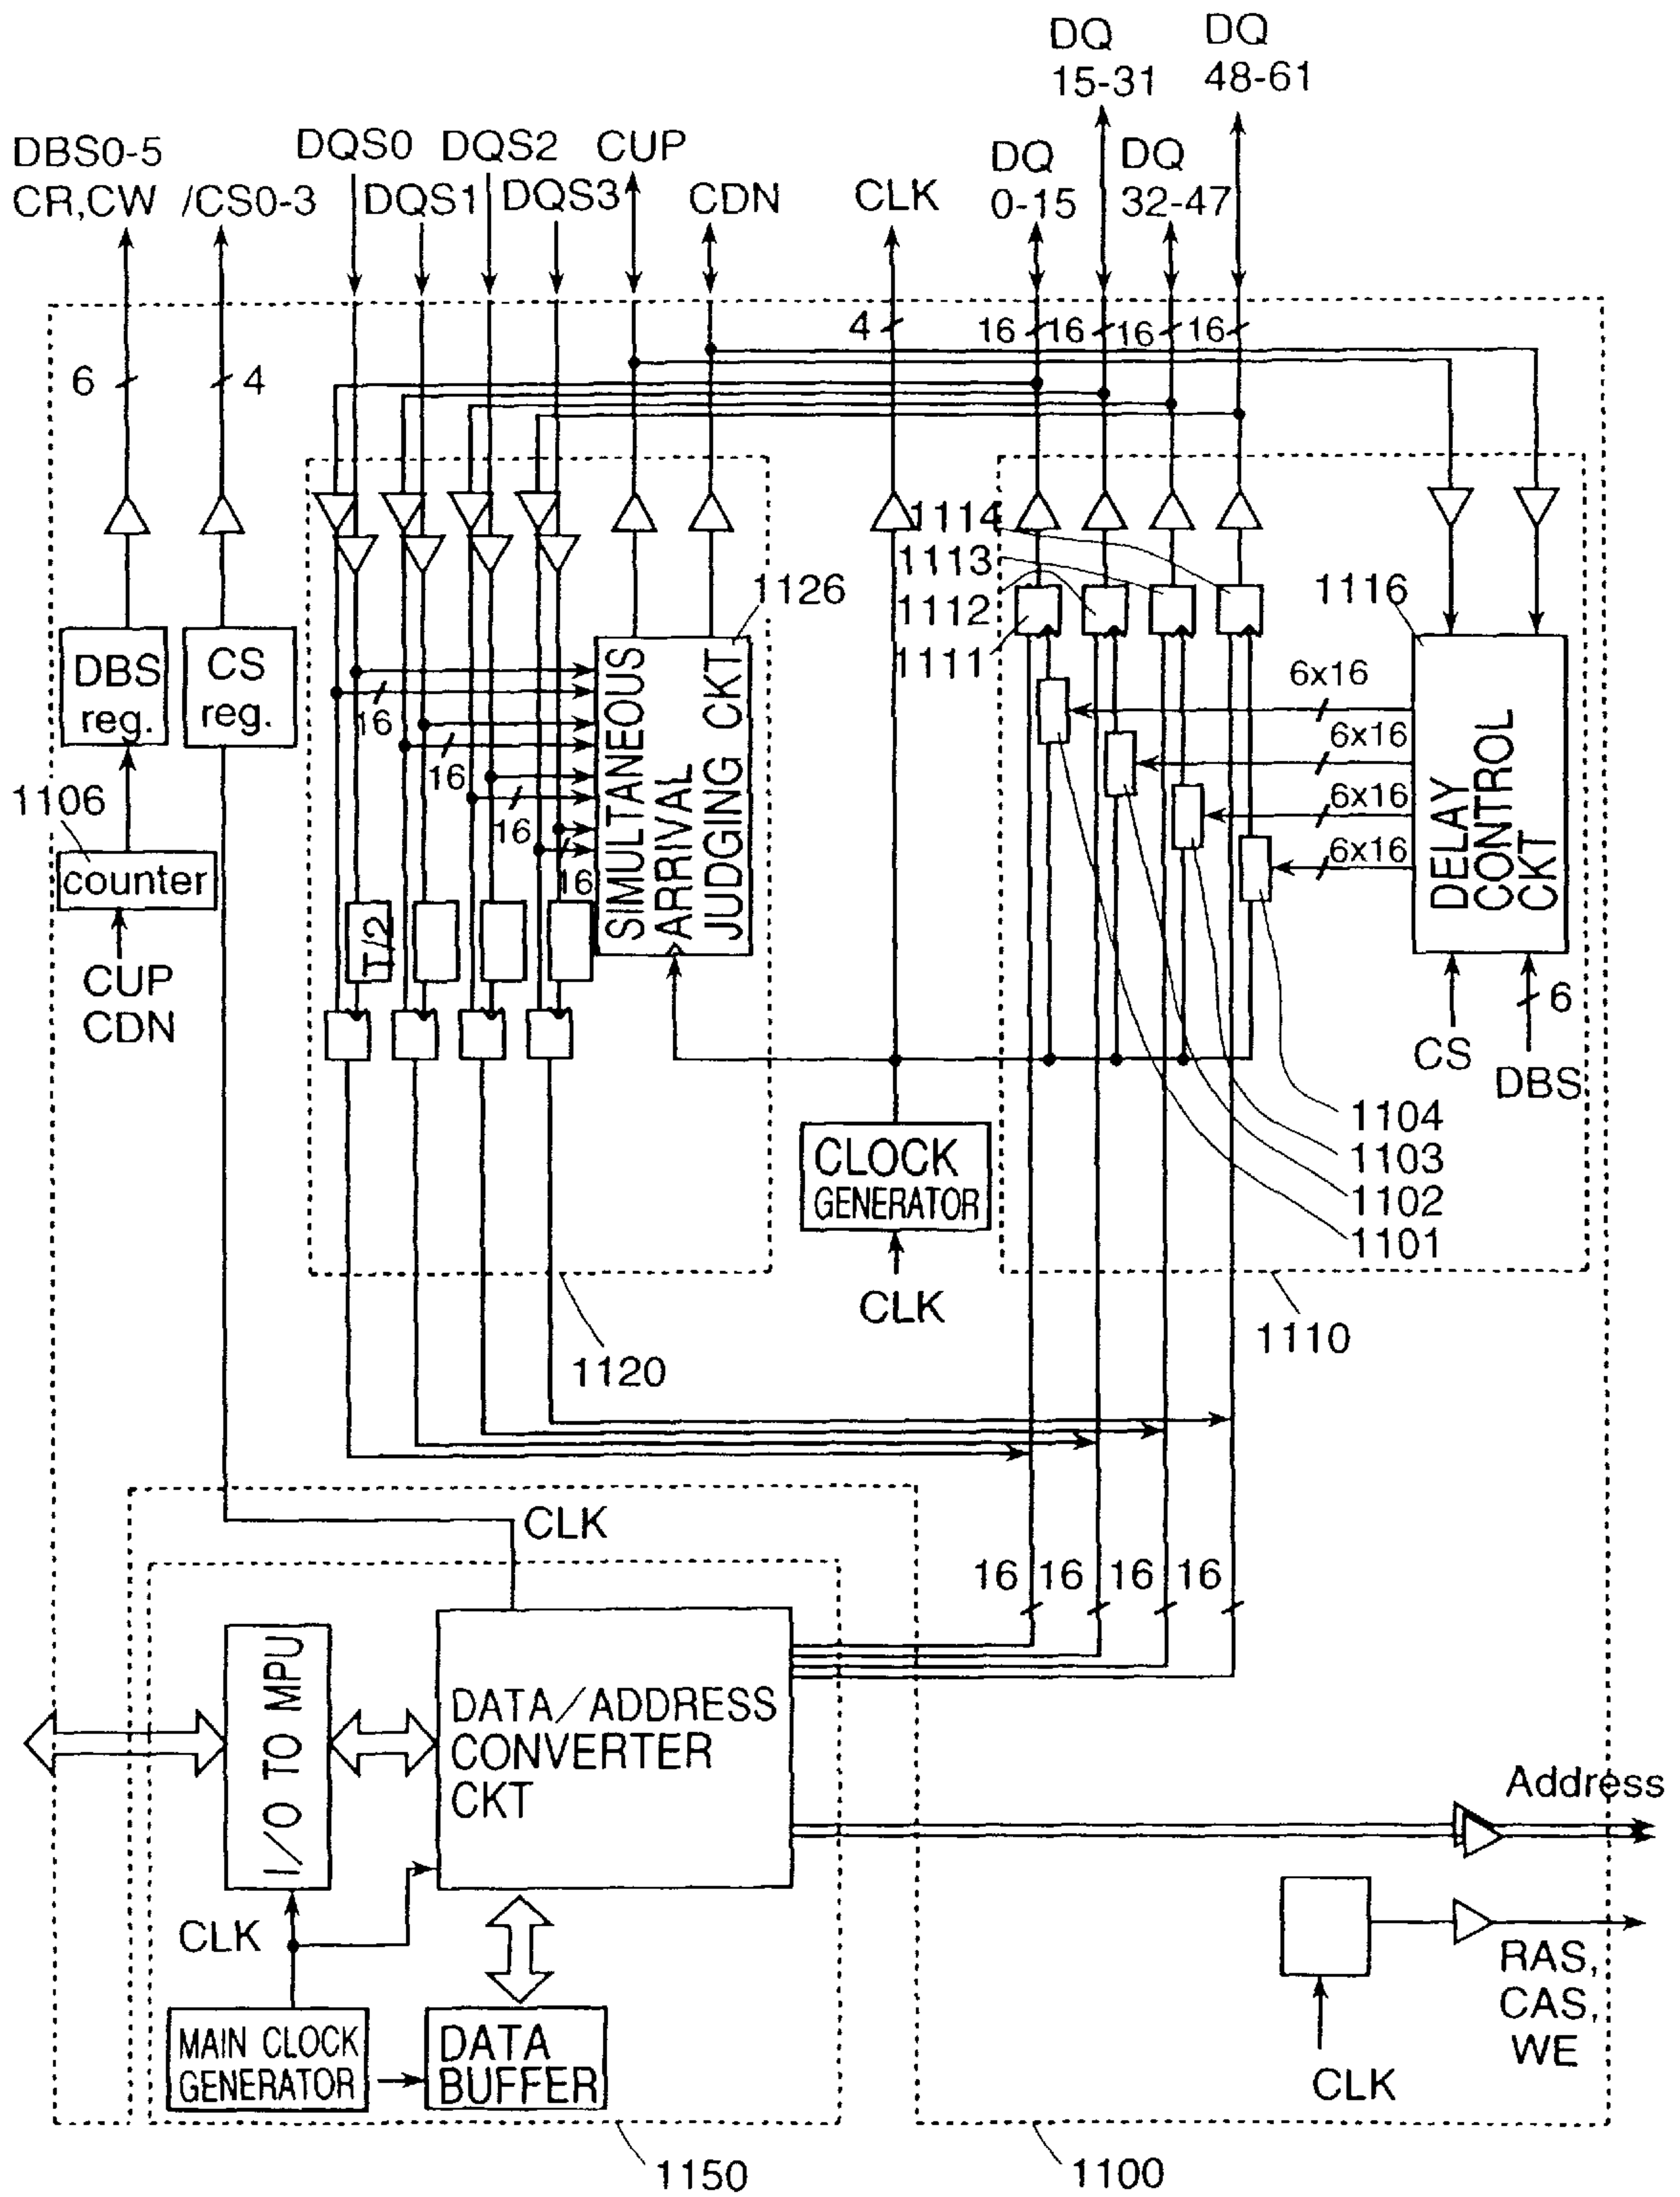 DQ
15-31
DQ
48-61
DBS0-5
CR,CW
/CS0-3
DQS0
DQS1
DQS2
DQS3
CUP
CDN
CLK
DQ
0-15
DQ
32-47
6
4
4
16
16
16
16
1114
1113
1112
1111
1126
1116
DBS
reg.
CS
reg.
16
16
16
16
SIMULTANEOUS
ARRIVAL
JUDGING CKT
6x16
6x16
6x16
6x16
DELAY
CONTROL
CKT
1106
counter
CUP
CDN
T/2
CS
6
DBS
CLOCK
GENERATOR
CLK
1104
1103
1102
1101
1110
1120
CLK
16
16
16
16
I/O TO MPU
DATA/ADDRESS
CONVERTER
CKT
Address
CLK
RAS,
CAS,
WE
MAIN CLOCK
GENERATOR
DATA
BUFFER
CLK
1150
1100